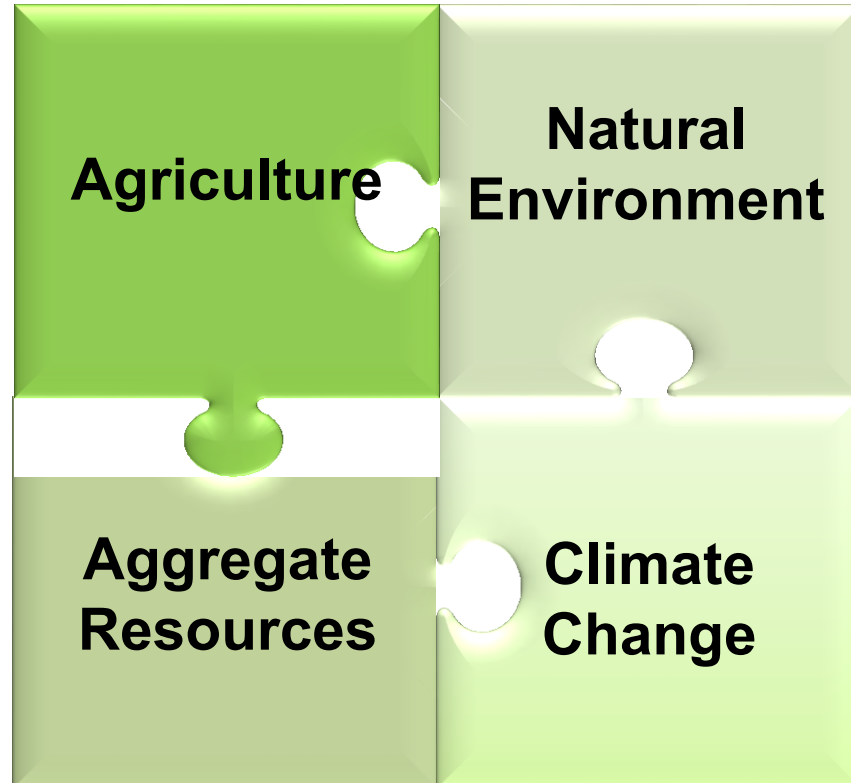 Agriculture
Natural
Environment
Aggregate
Resources
Climate
Change